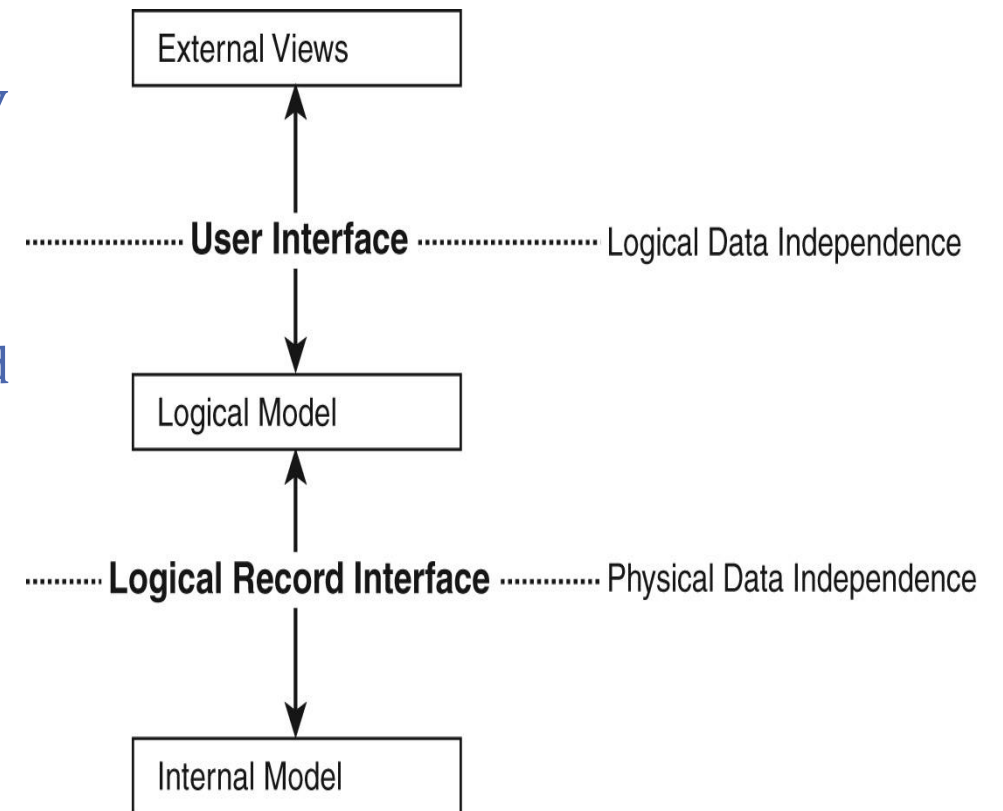 External Views
User Interface
Logical Data Independence
Logical Model
Logical Record Interface
Physical Data Independence
Internal Model